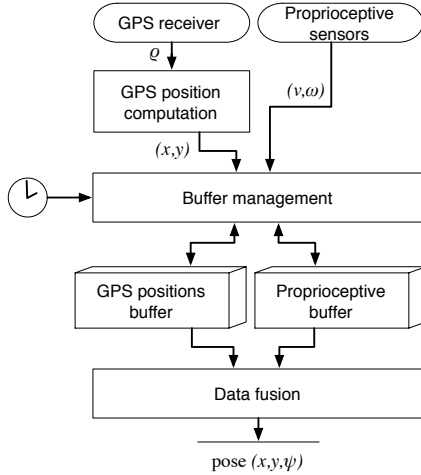 GPS receiver
Proprioceptive
sensors
ϱ
GPS position
computation
(v,ω)
(x,y)
Buffer management
GPS positions
buffer
Proprioceptive
buffer
Data fusion
pose (x,y,ψ)